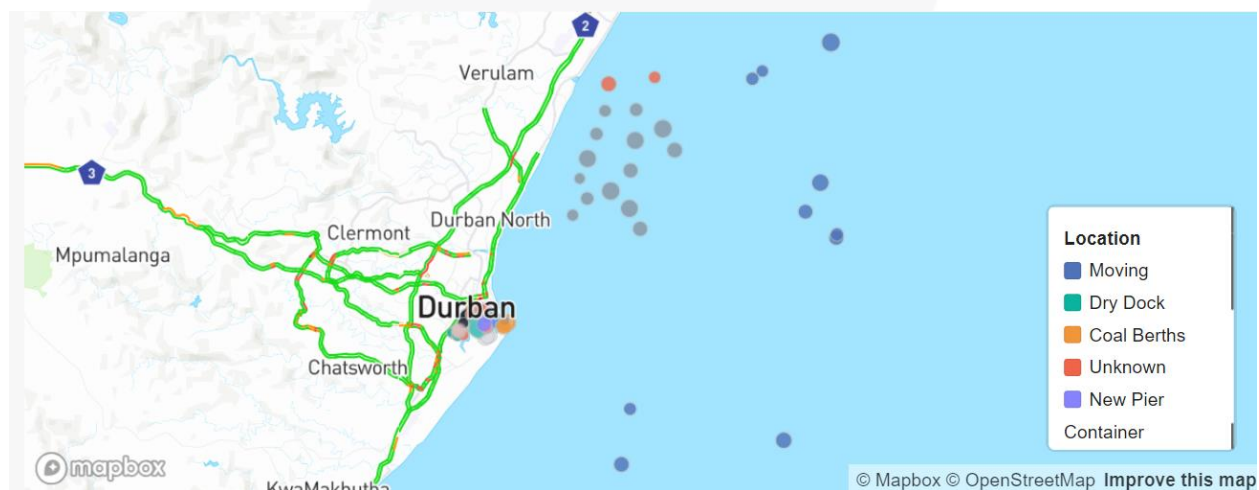 2
Verulam
3
Durban North
Clermont
Mpumalanga
Durban
Chatsworth
KwaMakhutha
Location
Moving
Dry Dock
Coal Berths
Unknown
New Pier
Container
mapbox
© Mapbox © OpenStreetMap Improve this map